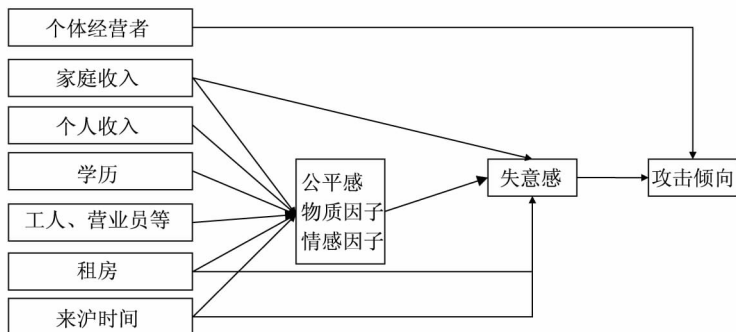 个体经营者
家庭收入
个人收入
学历
工人、营业员等
租房
来沪时间
公平感
物质因子
情感因子
失意感
攻击倾向